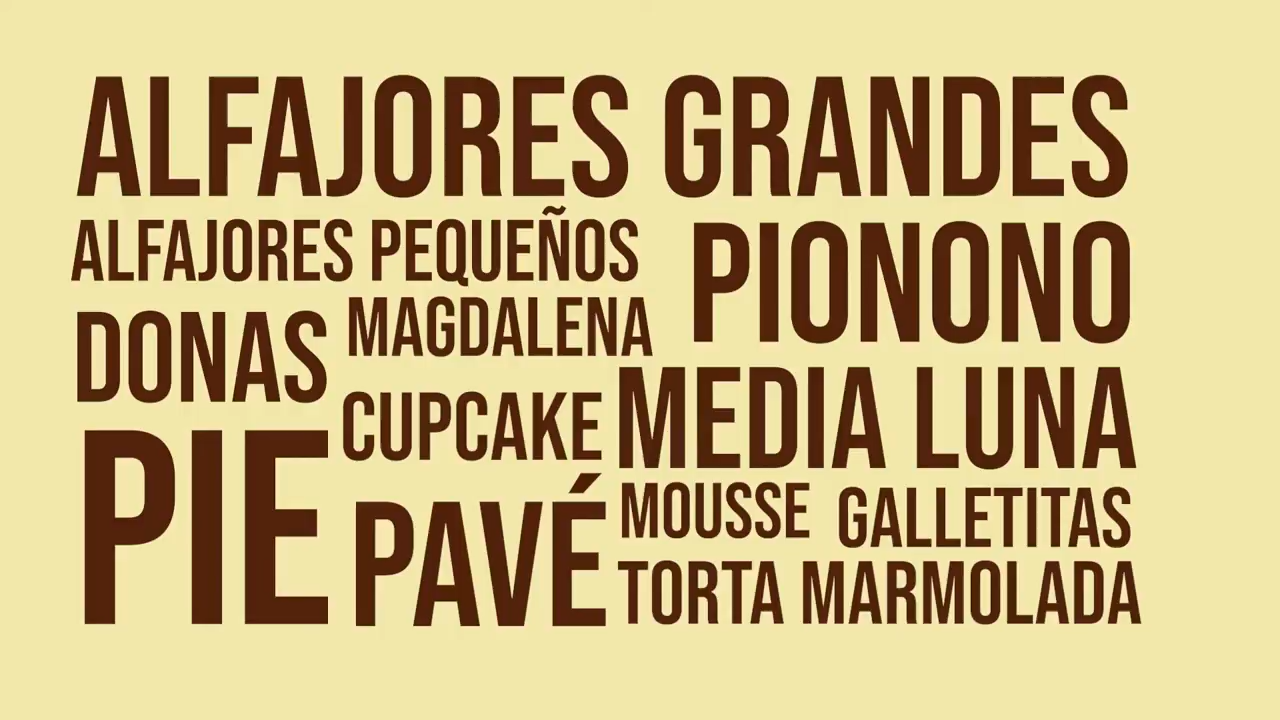 ALFAJORES GRANDES
ALFAJORES PEQUEÑOS
PIONONO
DONAS
MAGDALENA
CUPCAKE
MEDIA LUNA
PIE
PAVÉ
MOUSSE
GALLETITAS
TORTA MARMOLADA